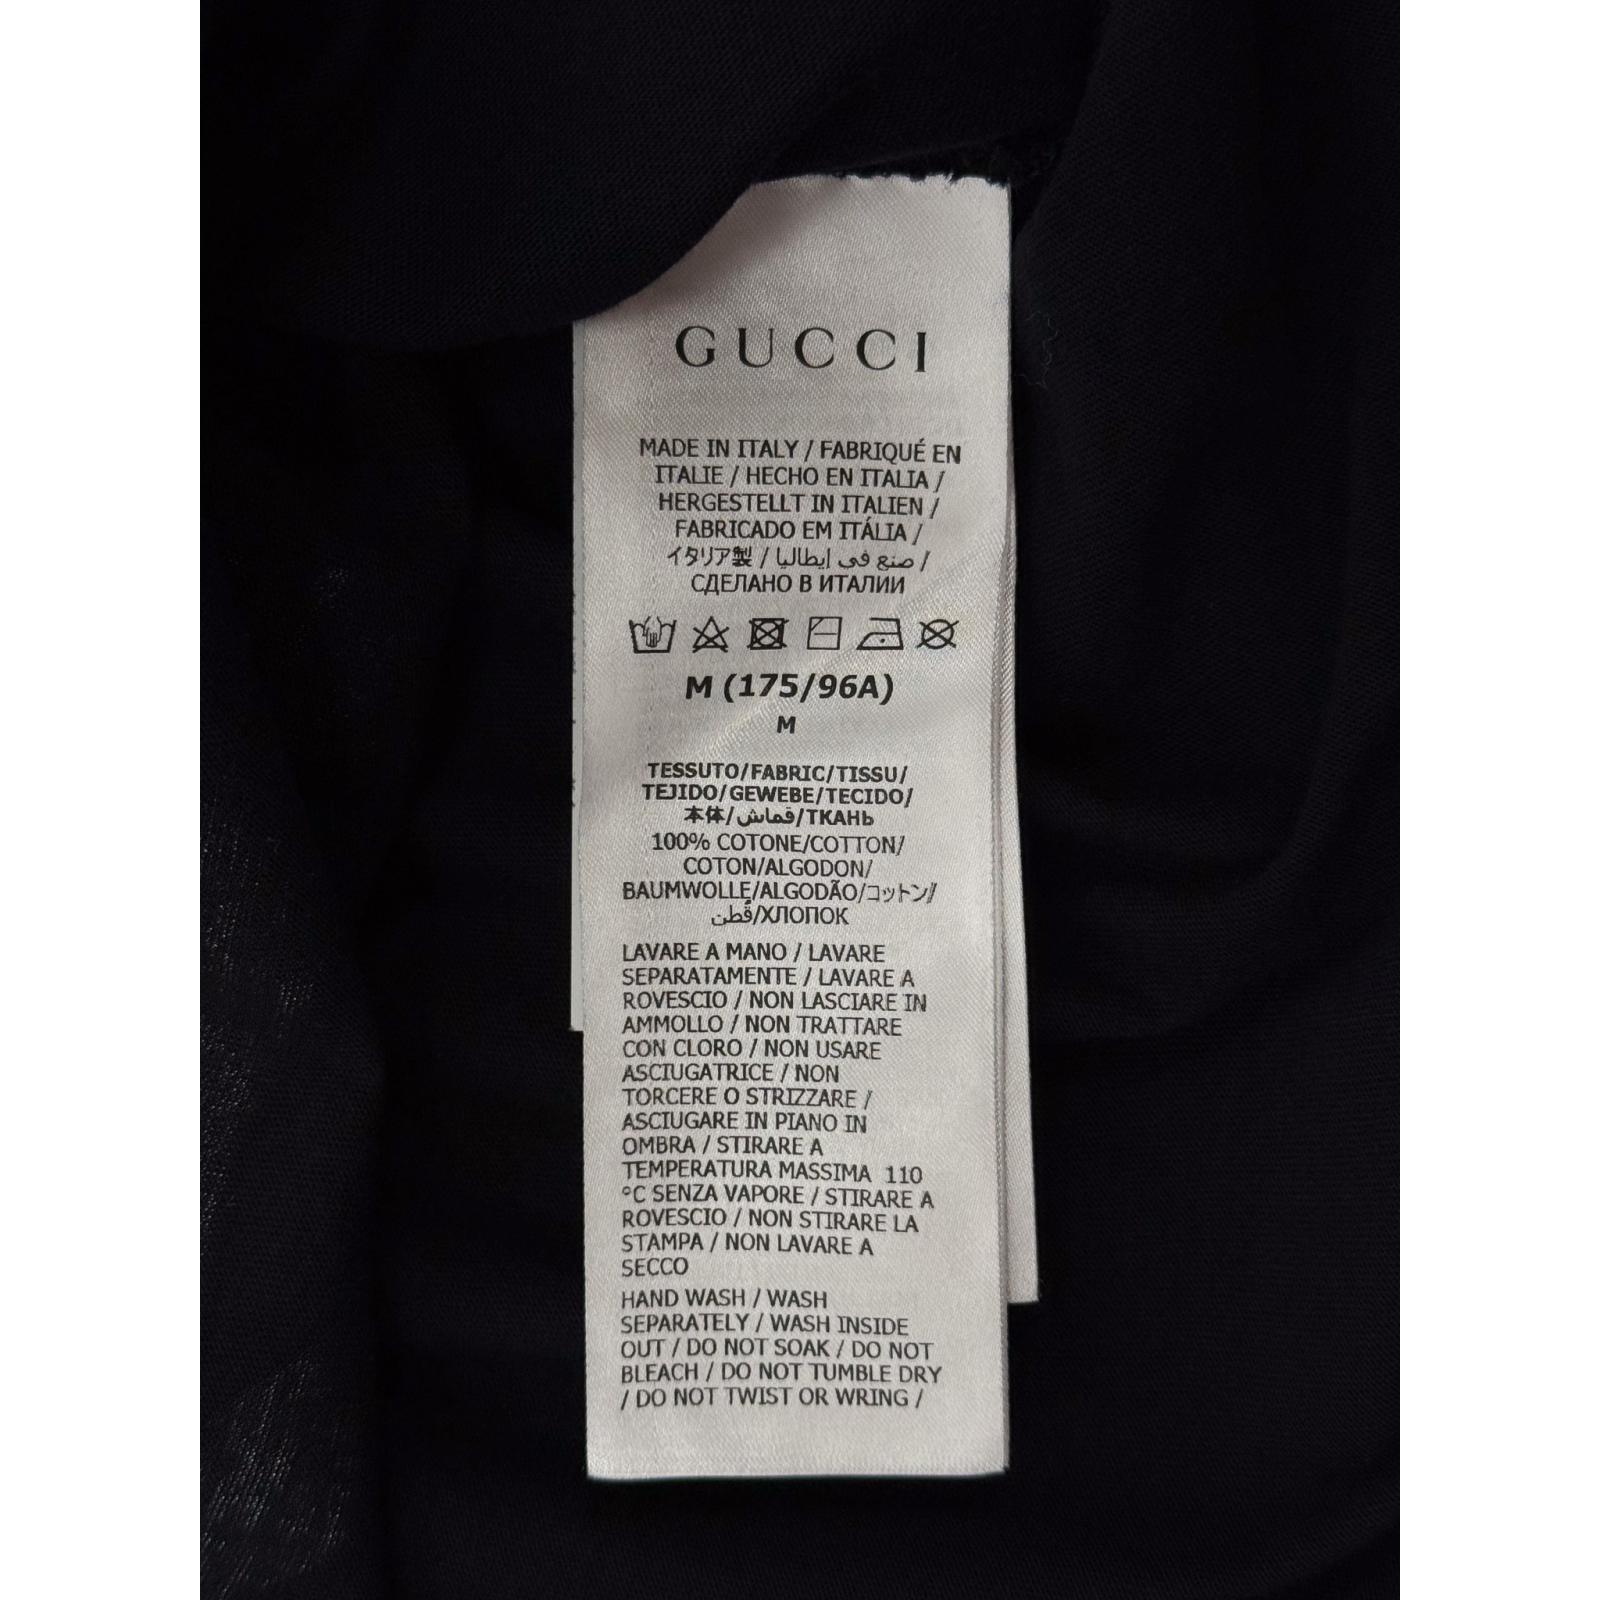 GUCCI
MADE IN ITALY / FABRIQUÉ EN
ITALIE / HECHO EN ITALIA /
HERGESTELLT IN ITALIEN /
FABRICADO EM ITÁLIA /
イタリア製 / صنع في إيطاليا /
СДЕЛАНО В ИТАЛИИ
M (175/96A)
M
TESSUTO/FABRIC/TISSU/
TEJIDO/GEWEBE/TECIDO/
本体/قماش/ТКАНЬ
100% COTONE/COTTON/
COTON/ALGODON/
BAUMWOLLE/ALGODÃO/コットン/
قُطن/ХЛОПОК
LAVARE A MANO / LAVARE
SEPARATAMENTE / LAVARE A
ROVESCIO / NON LASCIARE IN
AMMOLLO / NON TRATTARE
CON CLORO / NON USARE
ASCIUGATRICE / NON
TORCERE O STRIZZARE /
ASCIUGARE IN PIANO IN
OMBRA / STIRARE A
TEMPERATURA MASSIMA 110
°C SENZA VAPORE / STIRARE A
ROVESCIO / NON STIRARE LA
STAMPA / NON LAVARE A
SECCO
HAND WASH / WASH
SEPARATELY / WASH INSIDE
OUT / DO NOT SOAK / DO NOT
BLEACH / DO NOT TUMBLE DRY
/ DO NOT TWIST OR WRING /